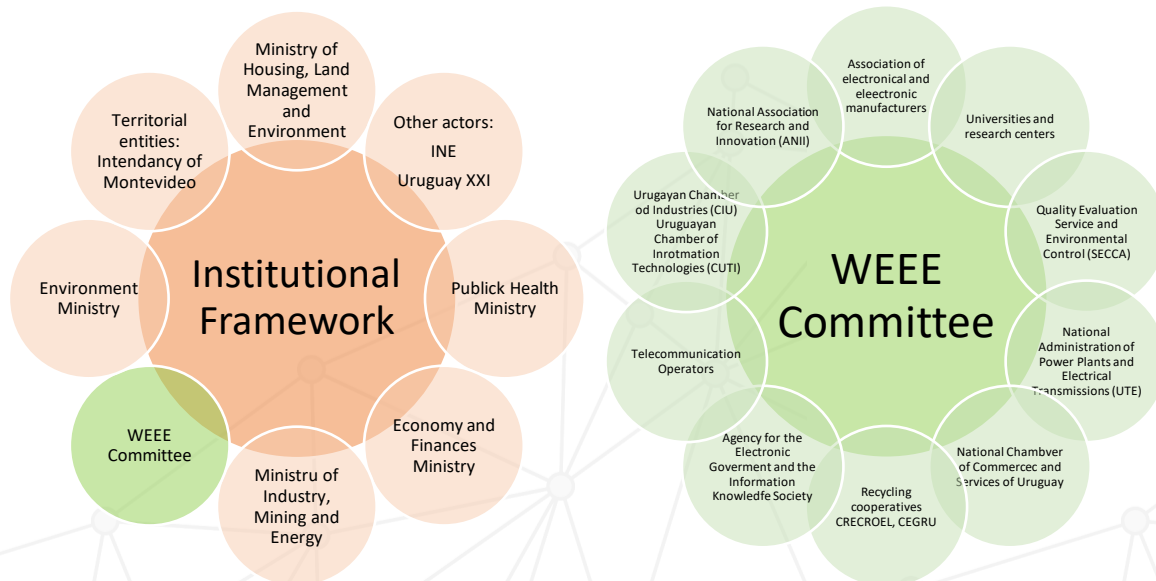 Ministry of
Housing, Land
Management
and
Environment
Other actors:
INE
Uruguay XXI
Publick Health
Ministry
Economy and
Finances
Ministry
Ministru of
Industry,
Mining and
Energy
WEEE
Committee
Environment
Ministry
Territorial
entities:
Intendancy of
Montevideo
Institutional
Framework
Association of
electronical and
eleectronic
manufacturers
Universities and
research centers
Quality Evaluation
Service and
Environmental
Control (SECCA)
National
Administration of
Power Plants and
Electrical
Transmissions (UTE)
National Chambver
of Commercec and
Services of Uruguay
Recycling
cooperatives
CRECROEL, CEGRU
Agency for the
Electronic
Goverment and the
Information
Knowledfe Society
Telecommunication
Operators
Urugayan Chamber
od Industries (CIU)
Uruguayan
Chamber of
Inrotmation
Technologies (CUTI)
National Association
for Research and
Innovation (ANII)
WEEE
Committee